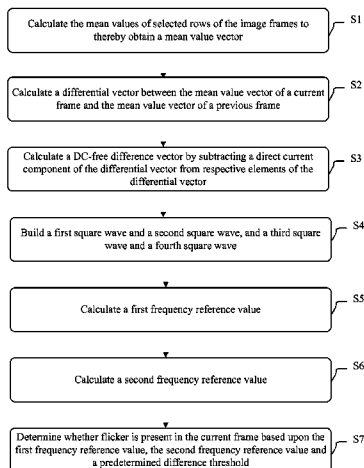 Calculate the mean values of selected rows of the image frames to
thereby obtain a mean value vector
S1
Calculate a differential vector between the mean value vector of a current
frame and the mean value vector of a previous frame
S2
Calculate a DC-free difference vector by subtracting a direct current
component of the differential vector from respective elements of the
differential vector
S3
Build a first square wave and a second square wave, and a third square
wave and a fourth square wave
S4
Calculate a first frequency reference value
S5
Calculate a second frequency reference value
S6
Determine whether flicker is present in the current frame based upon the
first frequency reference value, the second frequency reference value and
a predetermined difference threshold
S7